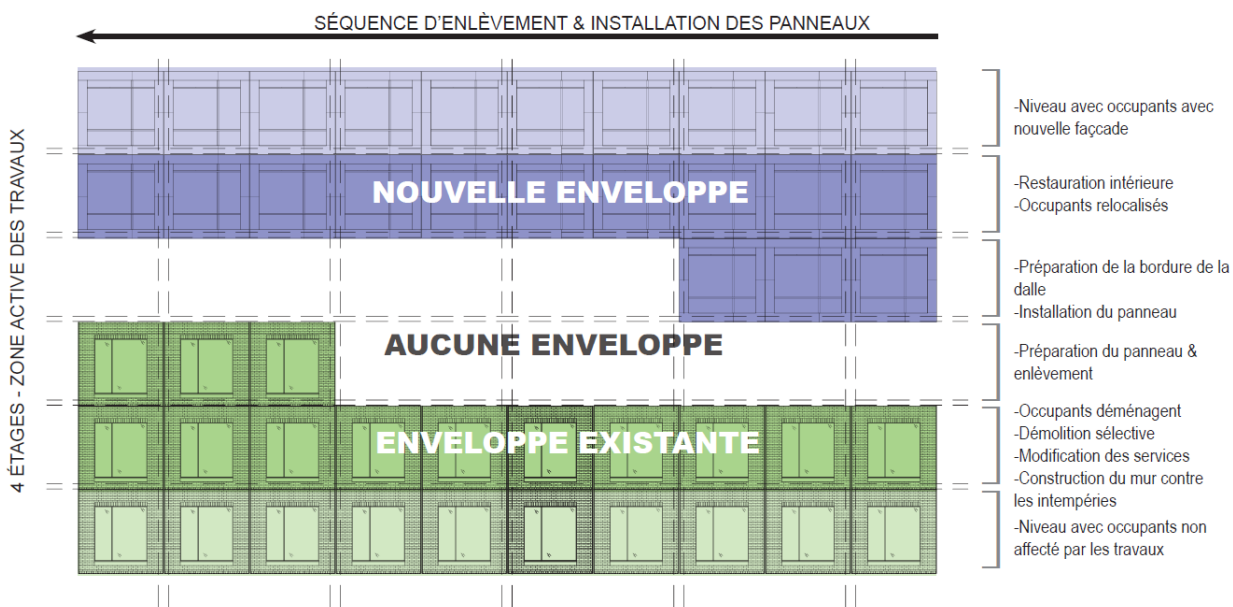 SÉQUENCE D'ENLÈVEMENT & INSTALLATION DES PANNEAUX
4 ÉTAGES - ZONE ACTIVE DES TRAVAUX
-Niveau avec occupants avec
nouvelle façcade
NOUVELLE ENVELOPPE
-Restauration intérieure
-Occupants relocalisés
-Préparation de la bordure de la
dalle
-Installation du panneau
AUCUNE ENVELOPPE
-Préparation du panneau &
enlèvement
ENVELOPPE EXISTANTE
-Occupants déménagent
-Démolition sélective
-Modification des services
-Construction du mur contre
les intempéries
-Niveau avec occupants non
affecté par les travaux